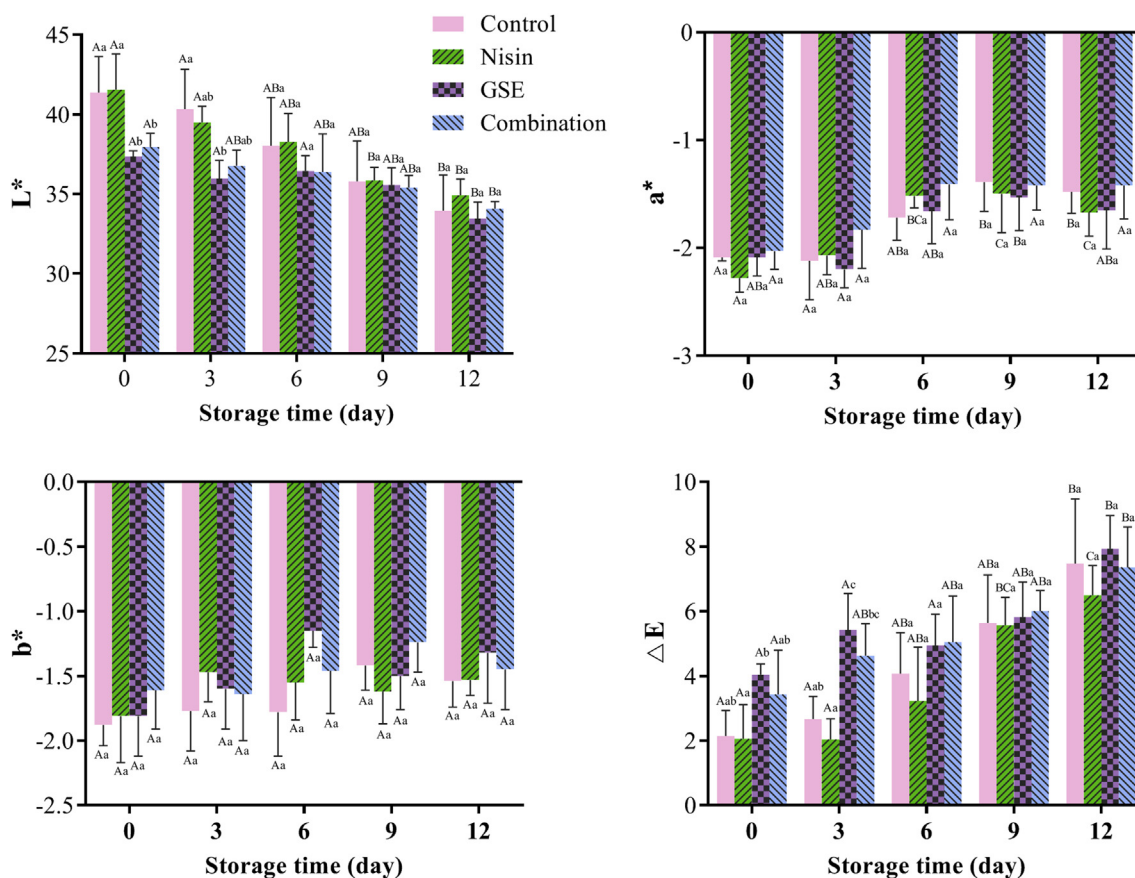 Control
Nisin
GSE
Combination
45
40
35
30
25
L*
Aa Aa Ab Ab
Aa Aab Ab ABab
ABa ABa Aa ABa
ABa Ba ABa ABa
Ba ABa Ba Ba
0 3 6 9 12
Storage time (day)
0
-1
-2
-3
a*
Aa Aa ABa Aa
Aa ABa Aa Aa
ABa BCa ABa Aa
Ba Ca Ba Aa
Ba Ca ABa Aa
0 3 6 9 12
Storage time (day)
0.0
-0.5
-1.0
-1.5
-2.0
-2.5
b*
Aa Aa Aa Aa
Aa Aa Aa Aa
Aa Aa Aa Aa
Aa Aa Aa Aa
Aa Aa Aa Aa
0 3 6 9 12
Storage time (day)
10
8
6
4
2
0
△E
Aab Aa Ab Aab
Aab Aa Ac ABbc
ABa ABa Aa ABa
ABa BCa ABa ABa
Ba Ca Ba Ba
0 3 6 9 12
Storage time (day)